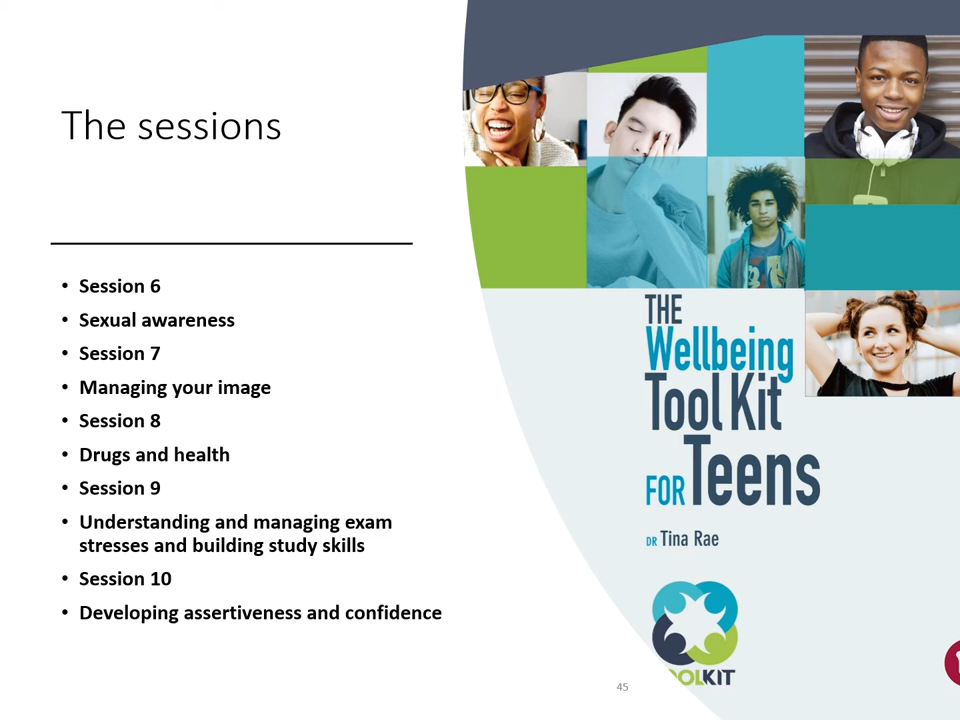 The sessions
• Session 6
• Sexual awareness
• Session 7
• Managing your image
• Session 8
• Drugs and health
• Session 9
• Understanding and managing exam
stresses and building study skills
• Session 10
• Developing assertiveness and confidence
THE
Wellbeing
Tool Kit
FOR Teens
DR Tina Rae
OLKIT
45